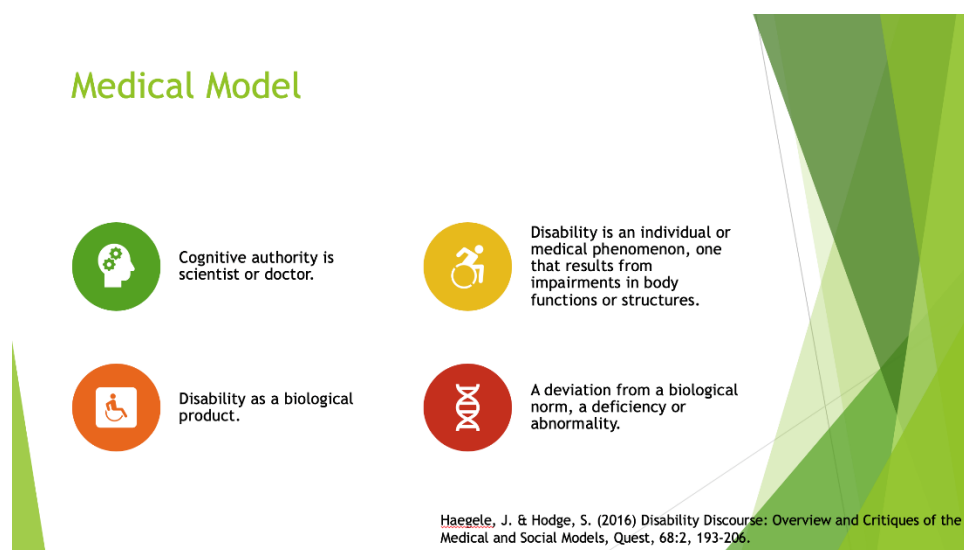 Medical Model
Cognitive authority is
scientist or doctor.
Disability is an individual or
medical phenomenon, one
that results from
impairments in body
functions or structures.
Disability as a biological
product.
A deviation from a biological
norm, a deficiency or
abnormality.
Haegele, J. & Hodge, S. (2016) Disability Discourse: Overview and Critiques of the
Medical and Social Models, Quest, 68:2, 193-206.